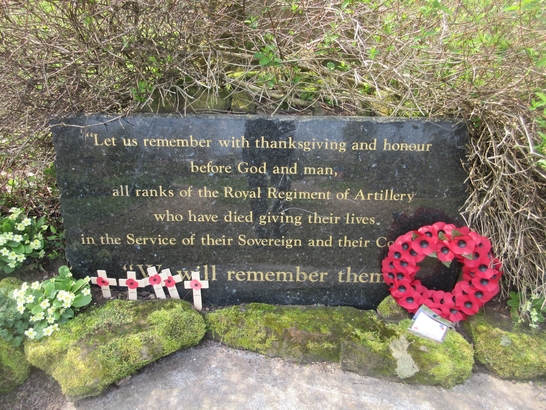 "Let us remember with thanksgiving and honour
before God and man,
all ranks of the Royal Regiment of Artillery
who have died giving their lives.
in the Service of their Sovereign and their
will remember them